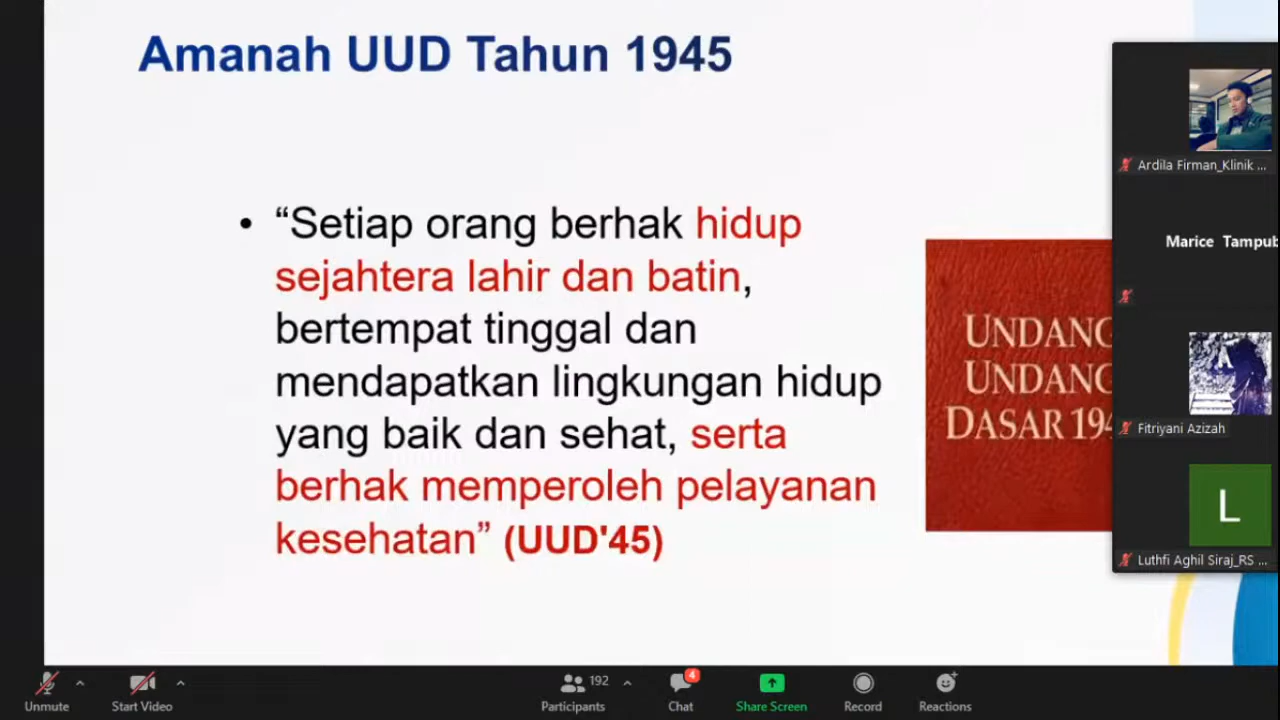 Amanah UUD Tahun 1945
• “Setiap orang berhak hidup
sejahtera lahir dan batin,
bertempat tinggal dan
mendapatkan lingkungan hidup
yang baik dan sehat, serta
berhak memperoleh pelayanan
kesehatan” (UUD'45)
UNDANG
UNDANG
DASAR 194
Ardila Firman_Klinik ...
Marice Tampub
Fitriyani Azizah
L
Luthfi Aghil Siraj_RS ...
Unmute
Start Video
192
Participants
4
Chat
Share Screen
Record
Reactions